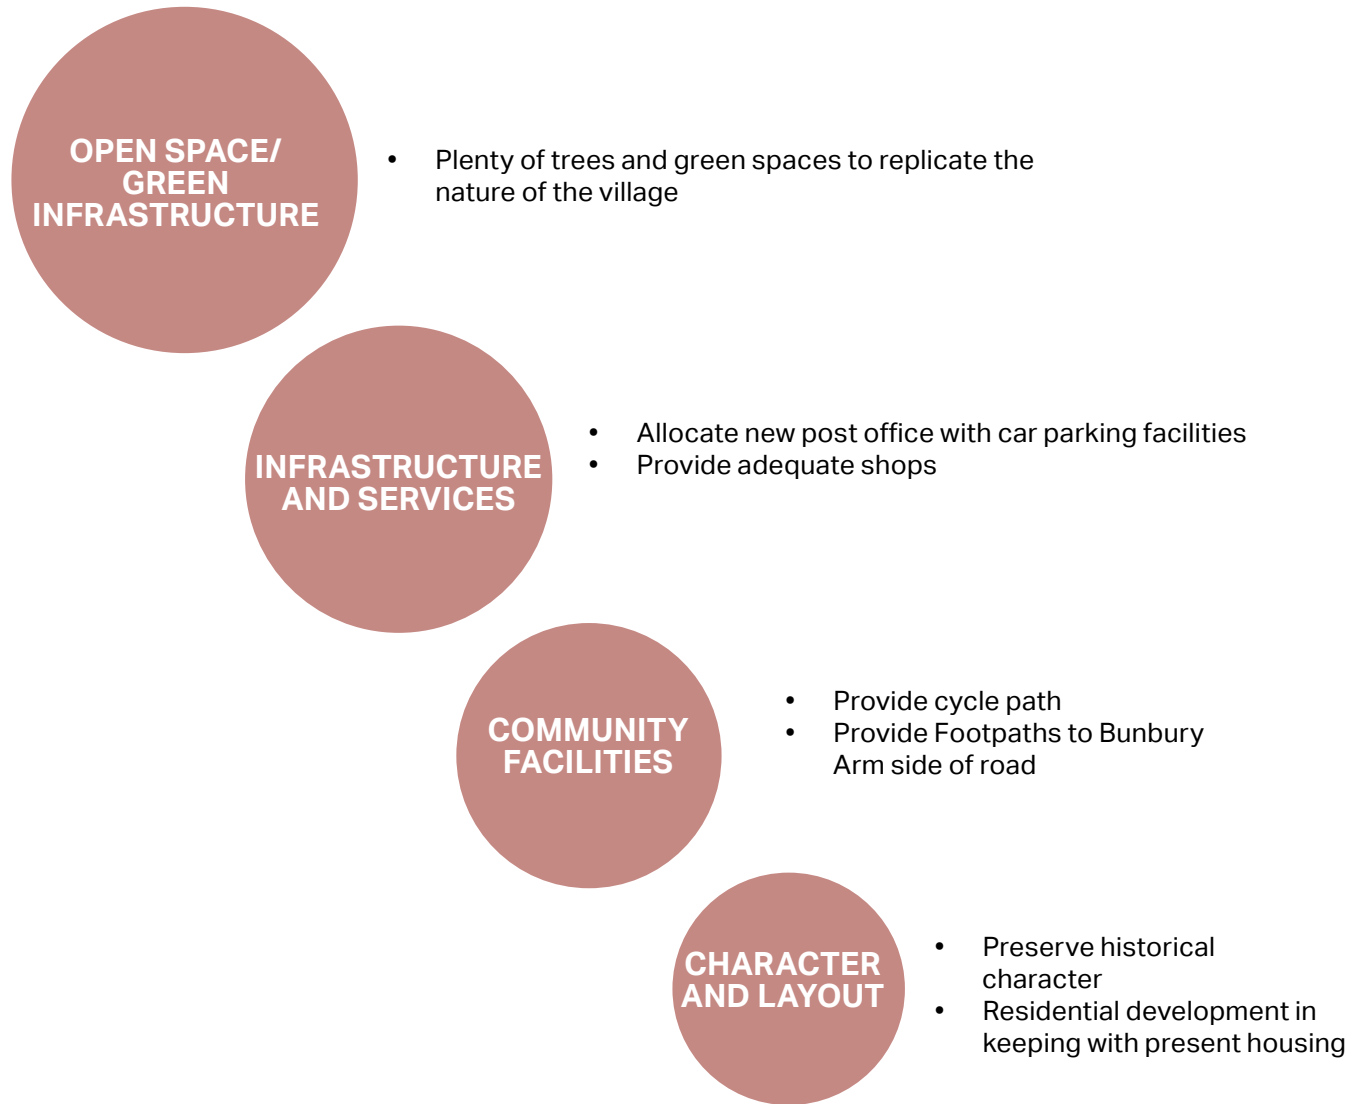 OPEN SPACE/
GREEN
INFRASTRUCTURE
• Plenty of trees and green spaces to replicate the
nature of the village
INFRASTRUCTURE
AND SERVICES
• Allocate new post office with car parking facilities
• Provide adequate shops
COMMUNITY
FACILITIES
• Provide cycle path
• Provide Footpaths to Bunbury
Arm side of road
CHARACTER
AND LAYOUT
• Preserve historical
character
• Residential development in
keeping with present housing